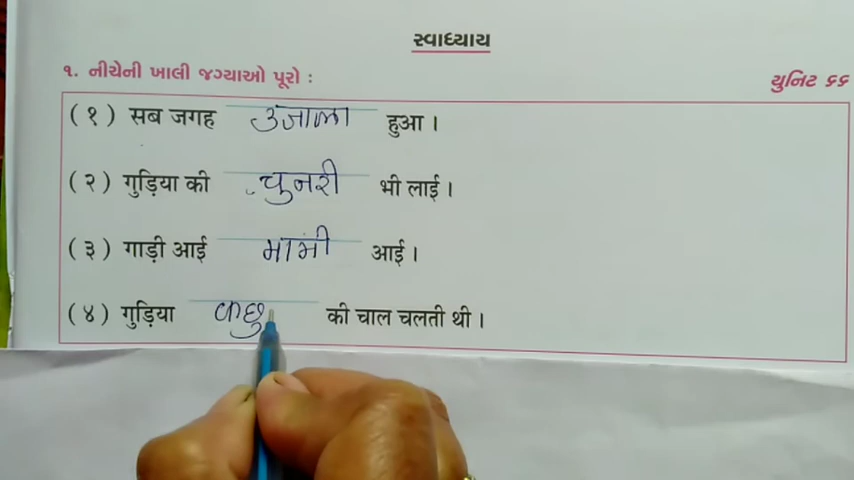 સ્વાધ્યાય
૧. નીચેની ખાલી જગ્યાઓ પૂરો :
યુનિટ ૬૬
( १ ) सब जगह उजाला हुआ ।
( २ ) गुड़िया की चुनरी भी लाई ।
( ३ ) गाड़ी आई मामी आई ।
( ४ ) गुड़िया कछु की चाल चलती थी ।